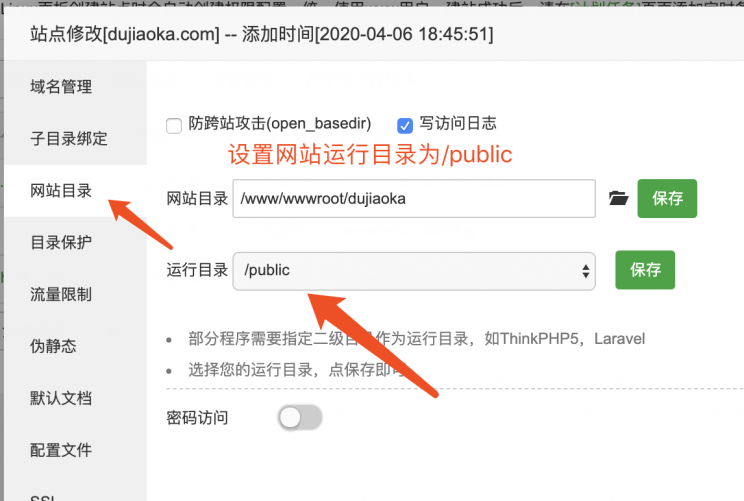 站点修改[dujiaoka.com] -- 添加时间[2020-04-06 18:45:51]
域名管理
防跨站攻击(open_basedir) 写访问日志
子目录绑定
设置网站运行目录为/public
网站目录
网站目录 /www/wwwroot/dujiaoka 保存
目录保护
运行目录 /public 保存
流量限制
部分程序需要指定二级目录作为运行目录，如ThinkPHP5，Laravel
伪静态
选择您的运行目录，点保存即可
默认文档
密码访问
配置文件